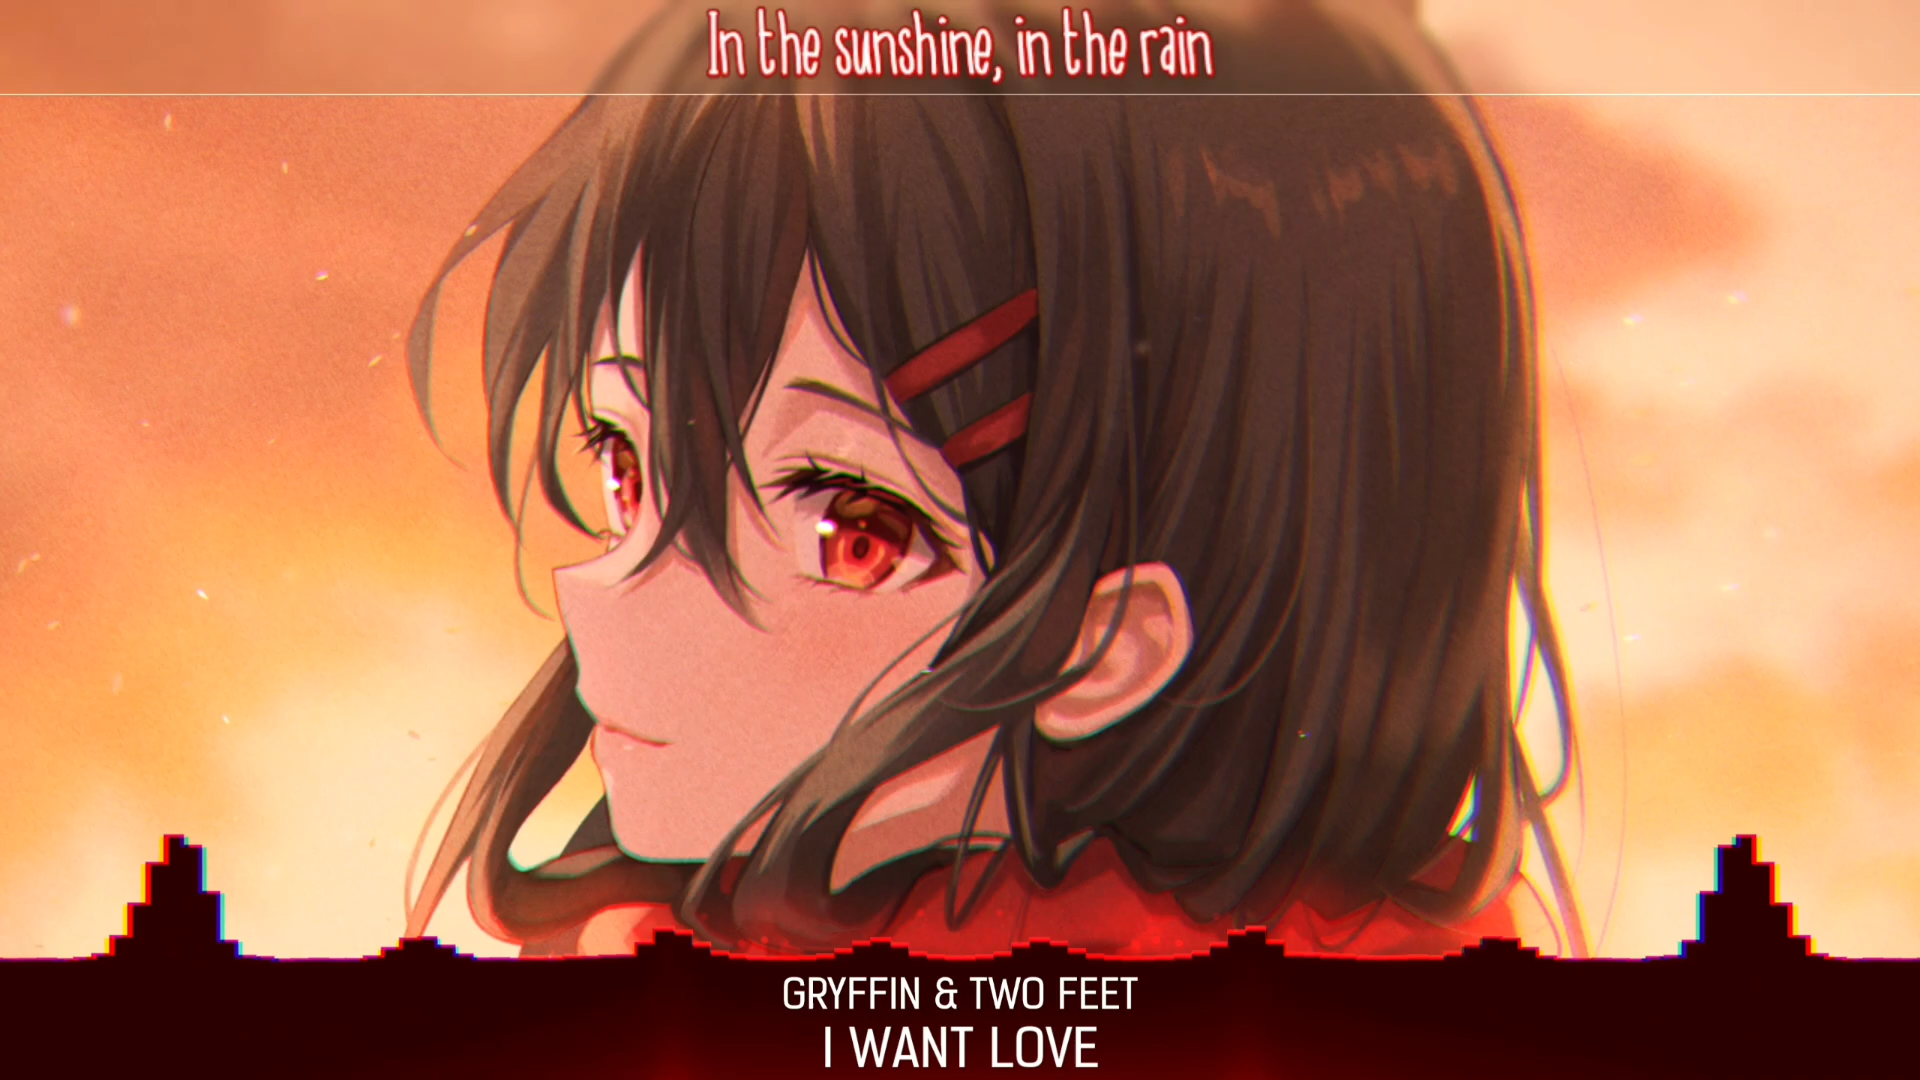 In the sunshine, in the rain
GRYFFIN & TWO FEET
I WANT LOVE